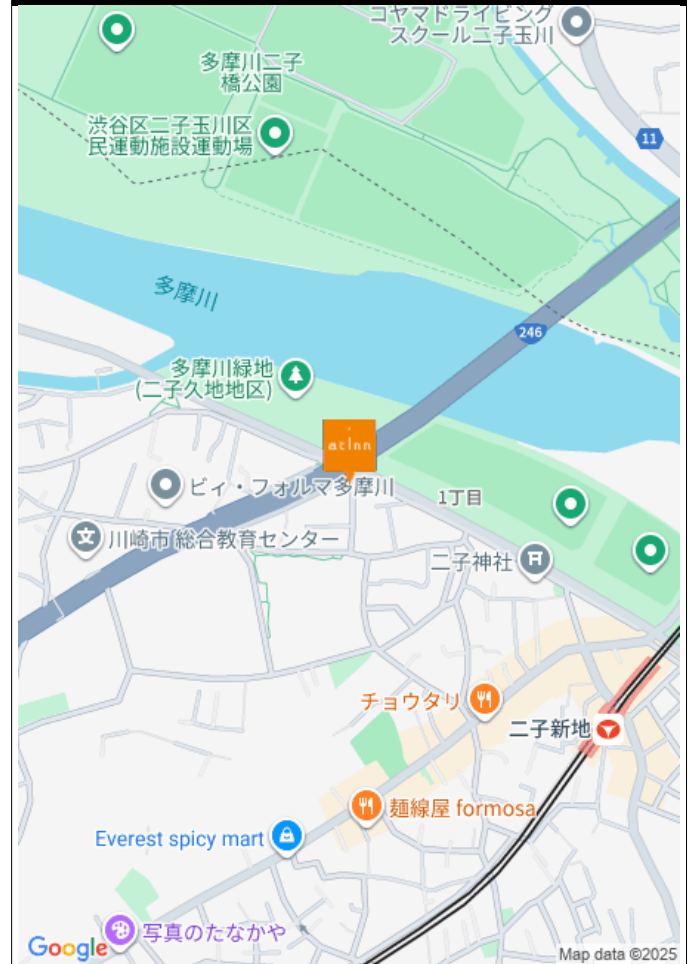 コヤマドライビング
スクール二子玉川
多摩川二子
橋公園
渋谷区二子玉川区
民運動施設運動場
11
多摩川
246
多摩川緑地
(二子久地地区)
atInn
ビィ・フォルマ多摩川
1丁目
川崎市 総合教育センター
文
二子神社
チョウタリ
二子新地
麺線屋 formosa
Everest spicy mart
写真のたなかや
Google
Map data ©2025